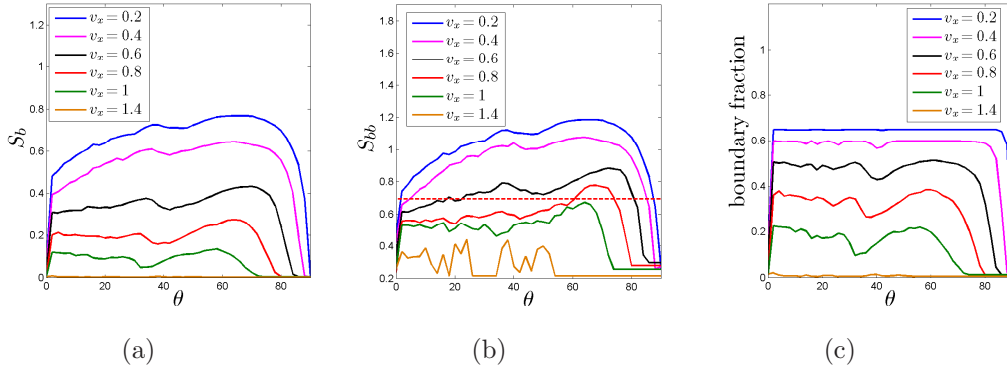 1.2
1
0.8
0.6
0.4
0.2
0
0 20 40 60 80
S_b
θ
v_x = 0.2
v_x = 0.4
v_x = 0.6
v_x = 0.8
v_x = 1
v_x = 1.4
(a)
1.8
1.6
1.4
1.2
1
0.8
0.6
0.4
0.2
0 20 40 60 80
S_bb
θ
v_x = 0.2
v_x = 0.4
v_x = 0.6
v_x = 0.8
v_x = 1
v_x = 1.4
(b)
1
0.8
0.6
0.4
0.2
0
0 20 40 60 80
boundary fraction
θ
v_x = 0.2
v_x = 0.4
v_x = 0.6
v_x = 0.8
v_x = 1
v_x = 1.4
(c)